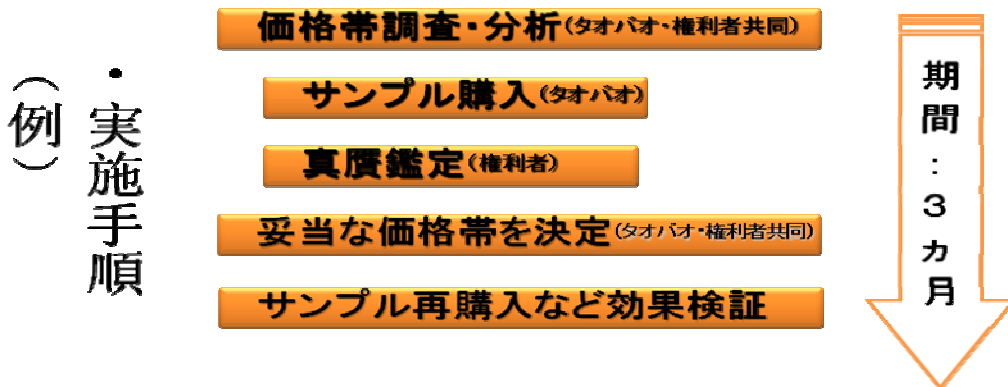 ・実施手順
（例）
価格帯調査・分析（タオバオ・権利者共同）
サンプル購入（タオバオ）
真贋鑑定（権利者）
妥当な価格帯を決定（タオバオ・権利者共同）
サンプル再購入など効果検証
期間：３カ月